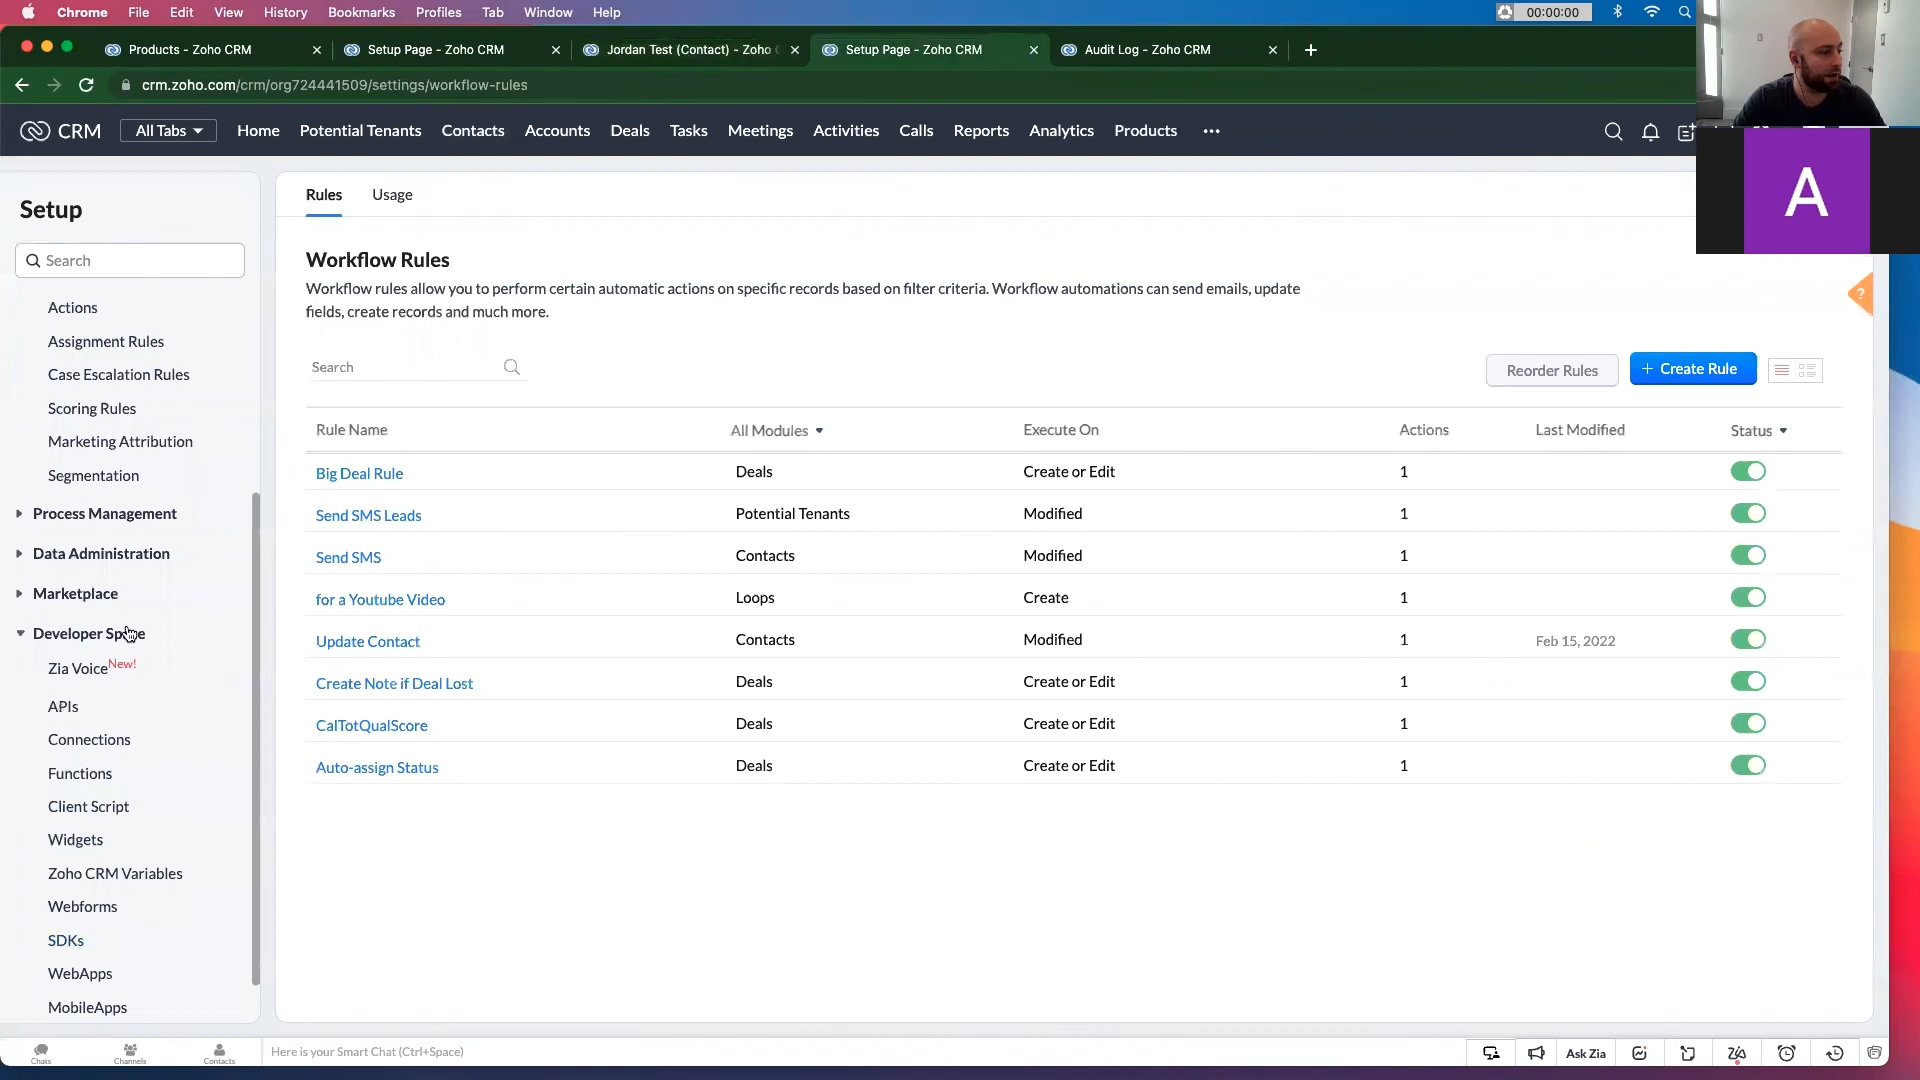 Chrome File Edit View History Bookmarks Profiles Tab Window Help 00:00:00
Products - Zoho CRM Setup Page - Zoho CRM Jordan Test (Contact) - Zoho Setup Page - Zoho CRM Audit Log - Zoho CRM
crm.zoho.com/crm/org724441509/settings/workflow-rules
CRM All Tabs Home Potential Tenants Contacts Accounts Deals Tasks Meetings Activities Calls Reports Analytics Products ...
A
Setup
Search
Actions
Assignment Rules
Case Escalation Rules
Scoring Rules
Marketing Attribution
Segmentation
Process Management
Data Administration
Marketplace
Developer Space
Zia Voice New!
APIs
Connections
Functions
Client Script
Widgets
Zoho CRM Variables
Webforms
SDKs
WebApps
MobileApps
Rules Usage
Workflow Rules
Workflow rules allow you to perform certain automatic actions on specific records based on filter criteria. Workflow automations can send emails, update
fields, create records and much more.
?
Search Reorder Rules + Create Rule
Rule Name All Modules Execute On Actions Last Modified Status
Big Deal Rule Deals Create or Edit 1
Send SMS Leads Potential Tenants Modified 1
Send SMS Contacts Modified 1
for a Youtube Video Loops Create 1
Update Contact Contacts Modified 1 Feb 15, 2022
Create Note if Deal Lost Deals Create or Edit 1
CalTotQualScore Deals Create or Edit 1
Auto-assign Status Deals Create or Edit 1
Chats Channels Contacts Here is your Smart Chat (Ctrl+Space) Ask Zia